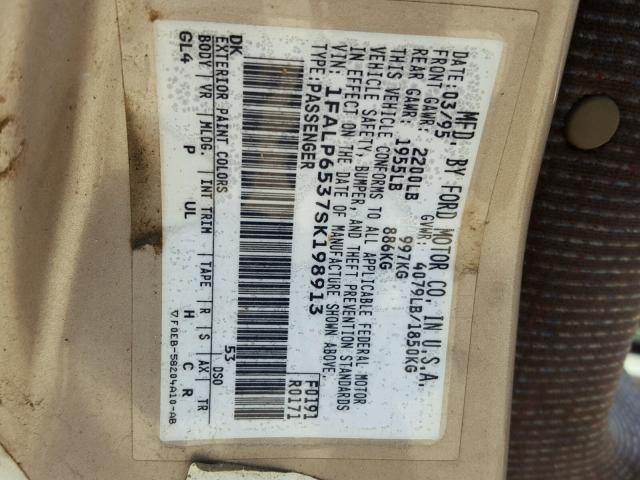 MFD. BY FORD MOTOR CO. IN U.S.A.
DATE: 03/95 GVWR: 4079LB/1850KG
FRONT GAWR: 2200LB 997KG
REAR GAWR: 1955LB 886KG
THIS VEHICLE CONFORMS TO ALL APPLICABLE FEDERAL MOTOR
VEHICLE SAFETY, BUMPER, AND THEFT PREVENTION STANDARDS
IN EFFECT ON THE DATE OF MANUFACTURE SHOWN ABOVE.
VIN: 1FALP6537SK198913
TYPE: PASSENGER
F0191
R0171
EXTERIOR PAINT COLORS 53 DSO
DK
BODY VR MLDG. INT TRIM TAPE R S AX TR
GL4 P UL H C R
▽F0EB-58204A10-AB